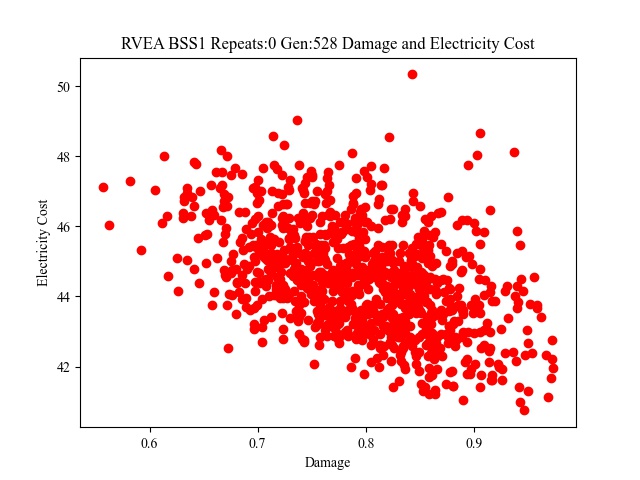 RVEA BSS1 Repeats:0 Gen:528 Damage and Electricity Cost
50
48
46
44
42
Electricity Cost
0.6 0.7 0.8 0.9
Damage